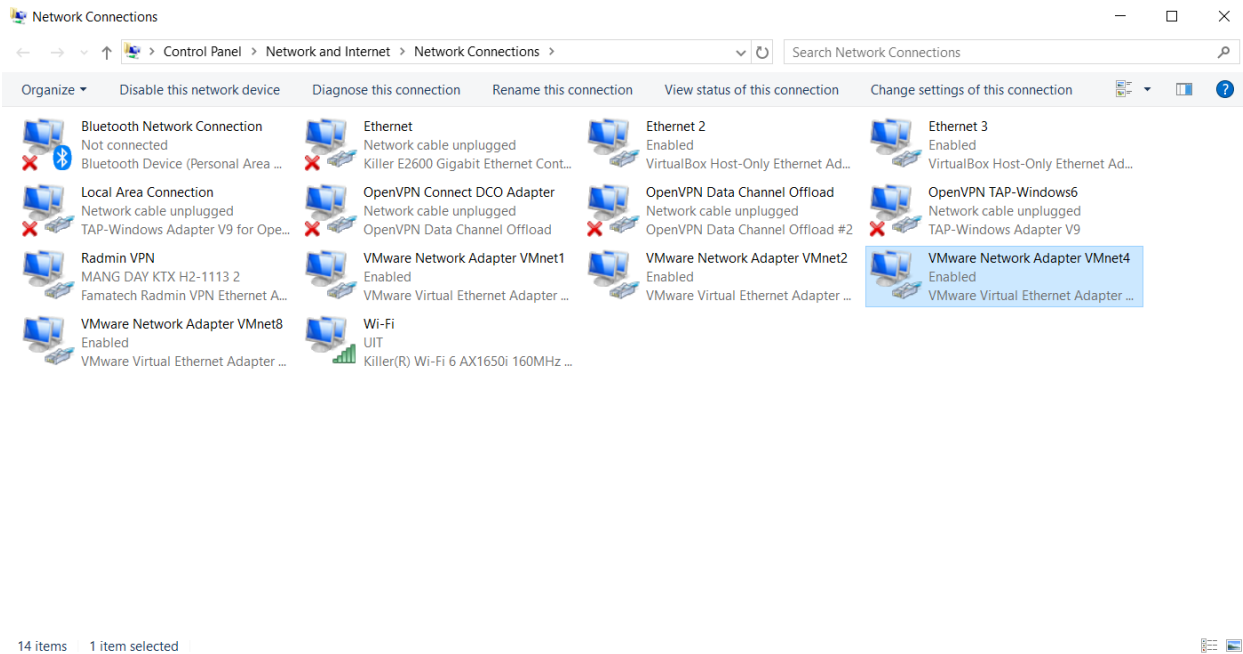 Network Connections
Control Panel > Network and Internet > Network Connections >
Search Network Connections
Organize
Disable this network device
Diagnose this connection
Rename this connection
View status of this connection
Change settings of this connection
?
Bluetooth Network Connection
Not connected
Bluetooth Device (Personal Area ...
Ethernet
Network cable unplugged
Killer E2600 Gigabit Ethernet Cont...
Ethernet 2
Enabled
VirtualBox Host-Only Ethernet Ad...
Ethernet 3
Enabled
VirtualBox Host-Only Ethernet Ad...
Local Area Connection
Network cable unplugged
TAP-Windows Adapter V9 for Ope...
OpenVPN Connect DCO Adapter
Network cable unplugged
OpenVPN Data Channel Offload
OpenVPN Data Channel Offload
Network cable unplugged
OpenVPN Data Channel Offload #2
OpenVPN TAP-Windows6
Network cable unplugged
TAP-Windows Adapter V9
Radmin VPN
MANG DAY KTX H2-1113 2
Famatech Radmin VPN Ethernet A...
VMware Network Adapter VMnet1
Enabled
VMware Virtual Ethernet Adapter ...
VMware Network Adapter VMnet2
Enabled
VMware Virtual Ethernet Adapter ...
VMware Network Adapter VMnet4
Enabled
VMware Virtual Ethernet Adapter ...
VMware Network Adapter VMnet8
Enabled
VMware Virtual Ethernet Adapter ...
Wi-Fi
UIT
Killer(R) Wi-Fi 6 AX1650i 160MHz ...
14 items
1 item selected